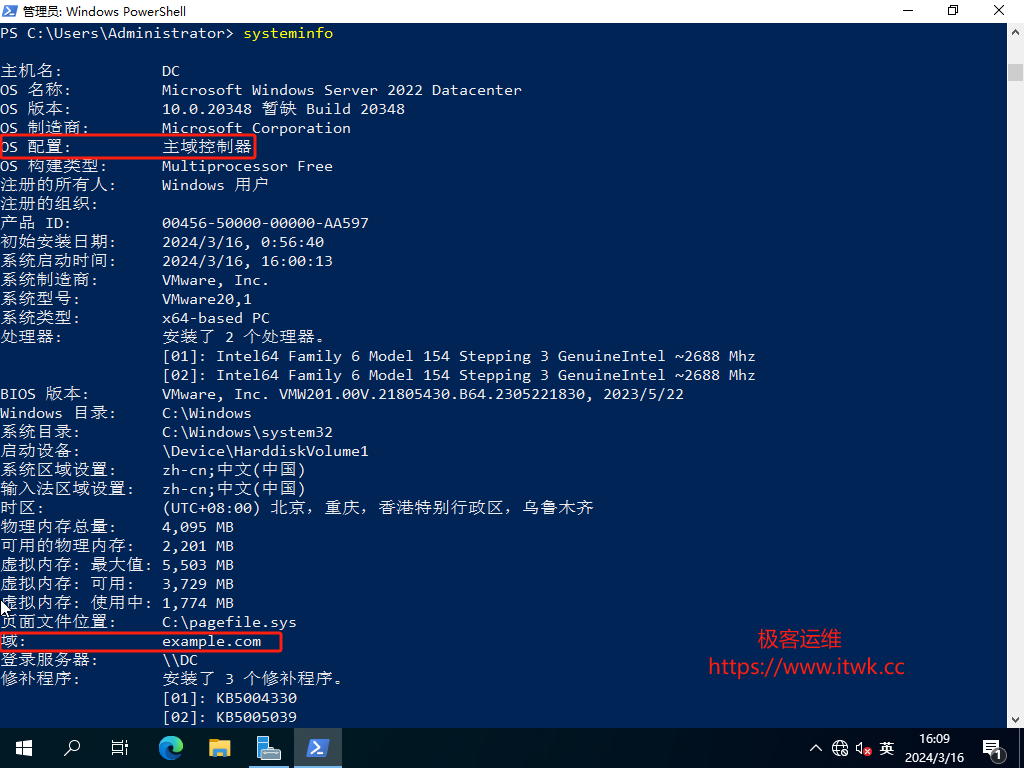 管理员: Windows PowerShell
PS C:\Users\Administrator> systeminfo
主机名: DC
OS 名称: Microsoft Windows Server 2022 Datacenter
OS 版本: 10.0.20348 暂缺 Build 20348
OS 制造商: Microsoft Corporation
OS 配置: 主域控制器
OS 构建类型: Multiprocessor Free
注册的所有人: Windows 用户
注册的组织:
产品 ID: 00456-50000-00000-AA597
初始安装日期: 2024/3/16, 0:56:40
系统启动时间: 2024/3/16, 16:00:13
系统制造商: VMware, Inc.
系统型号: VMware20,1
系统类型: x64-based PC
处理器: 安装了 2 个处理器。
[01]: Intel64 Family 6 Model 154 Stepping 3 GenuineIntel ~2688 Mhz
[02]: Intel64 Family 6 Model 154 Stepping 3 GenuineIntel ~2688 Mhz
BIOS 版本: VMware, Inc. VMW201.00V.21805430.B64.2305221830, 2023/5/22
Windows 目录: C:\Windows
系统目录: C:\Windows\system32
启动设备: \Device\HarddiskVolume1
系统区域设置: zh-cn;中文(中国)
输入法区域设置: zh-cn;中文(中国)
时区: (UTC+08:00) 北京，重庆，香港特别行政区，乌鲁木齐
物理内存总量: 4,095 MB
可用的物理内存: 2,201 MB
虚拟内存: 最大值: 5,503 MB
虚拟内存: 可用: 3,729 MB
虚拟内存: 使用中: 1,774 MB
页面文件位置: C:\pagefile.sys
域: example.com
登录服务器: \\DC
修补程序: 安装了 3 个修补程序。
[01]: KB5004330
[02]: KB5005039
极客运维
https://www.itwk.cc
英
16:09
2024/3/16
1